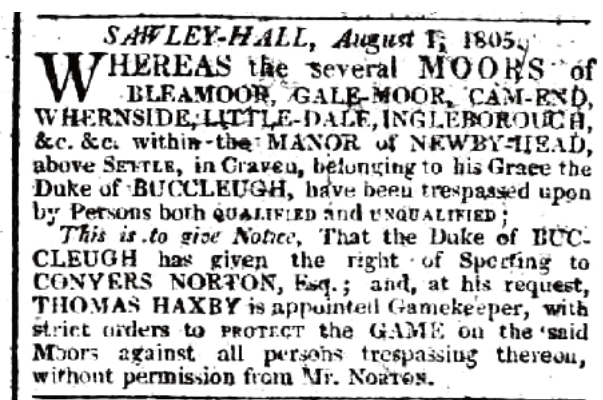 SAWLEY-HALL, August 1, 1805.
WHEREAS the several MOORS of
BLEAMOOR, GALE-MOOR, CAM-END,
WHERNSIDE, LITTLE-DALE, INGLEBOROUGH,
&c. &c. within the MANOR of NEWBY-HEAD,
above SETTLE, in Craven, belonging to his Grace the
Duke of BUCCLEUGH, have been trespassed upon
by Persons both QUALIFIED and UNQUALIFIED;
This is to give Notice, That the Duke of BUC-
CLEUGH has given the right of Sporting to
CONYERS NORTON, Esq.; and, at his request,
THOMAS HAXBY is appointed Gamekeeper, with
strict orders to PROTECT the GAME on the said
Moors against all persons trespassing thereon,
without permission from Mr. NORTON.